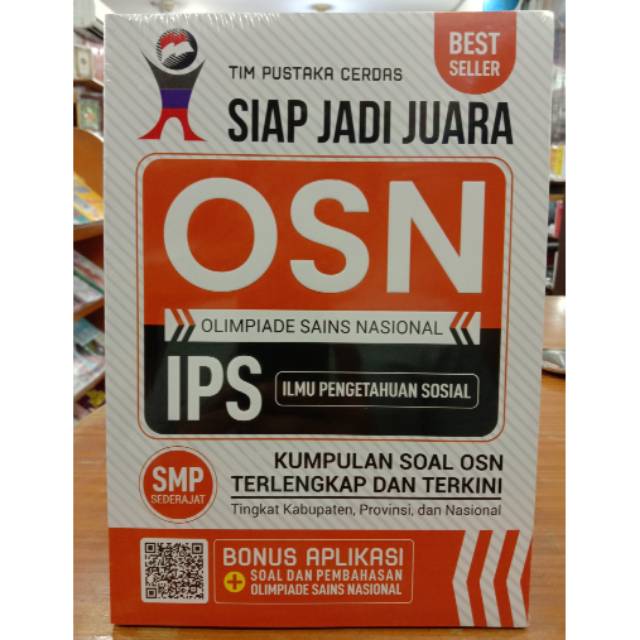 BEST
SELLER
TIM PUSTAKA CERDAS
SIAP JADI JUARA
OSN
OLIMPIADE SAINS NASIONAL
IPS
ILMU PENGETAHUAN SOSIAL
SMP
SEDERAJAT
KUMPULAN SOAL OSN
TERLENGKAP DAN TERKINI
Tingkat Kabupaten, Provinsi, dan Nasional
BONUS APLIKASI
+ SOAL DAN PEMBAHASAN
OLIMPIADE SAINS NASIONAL